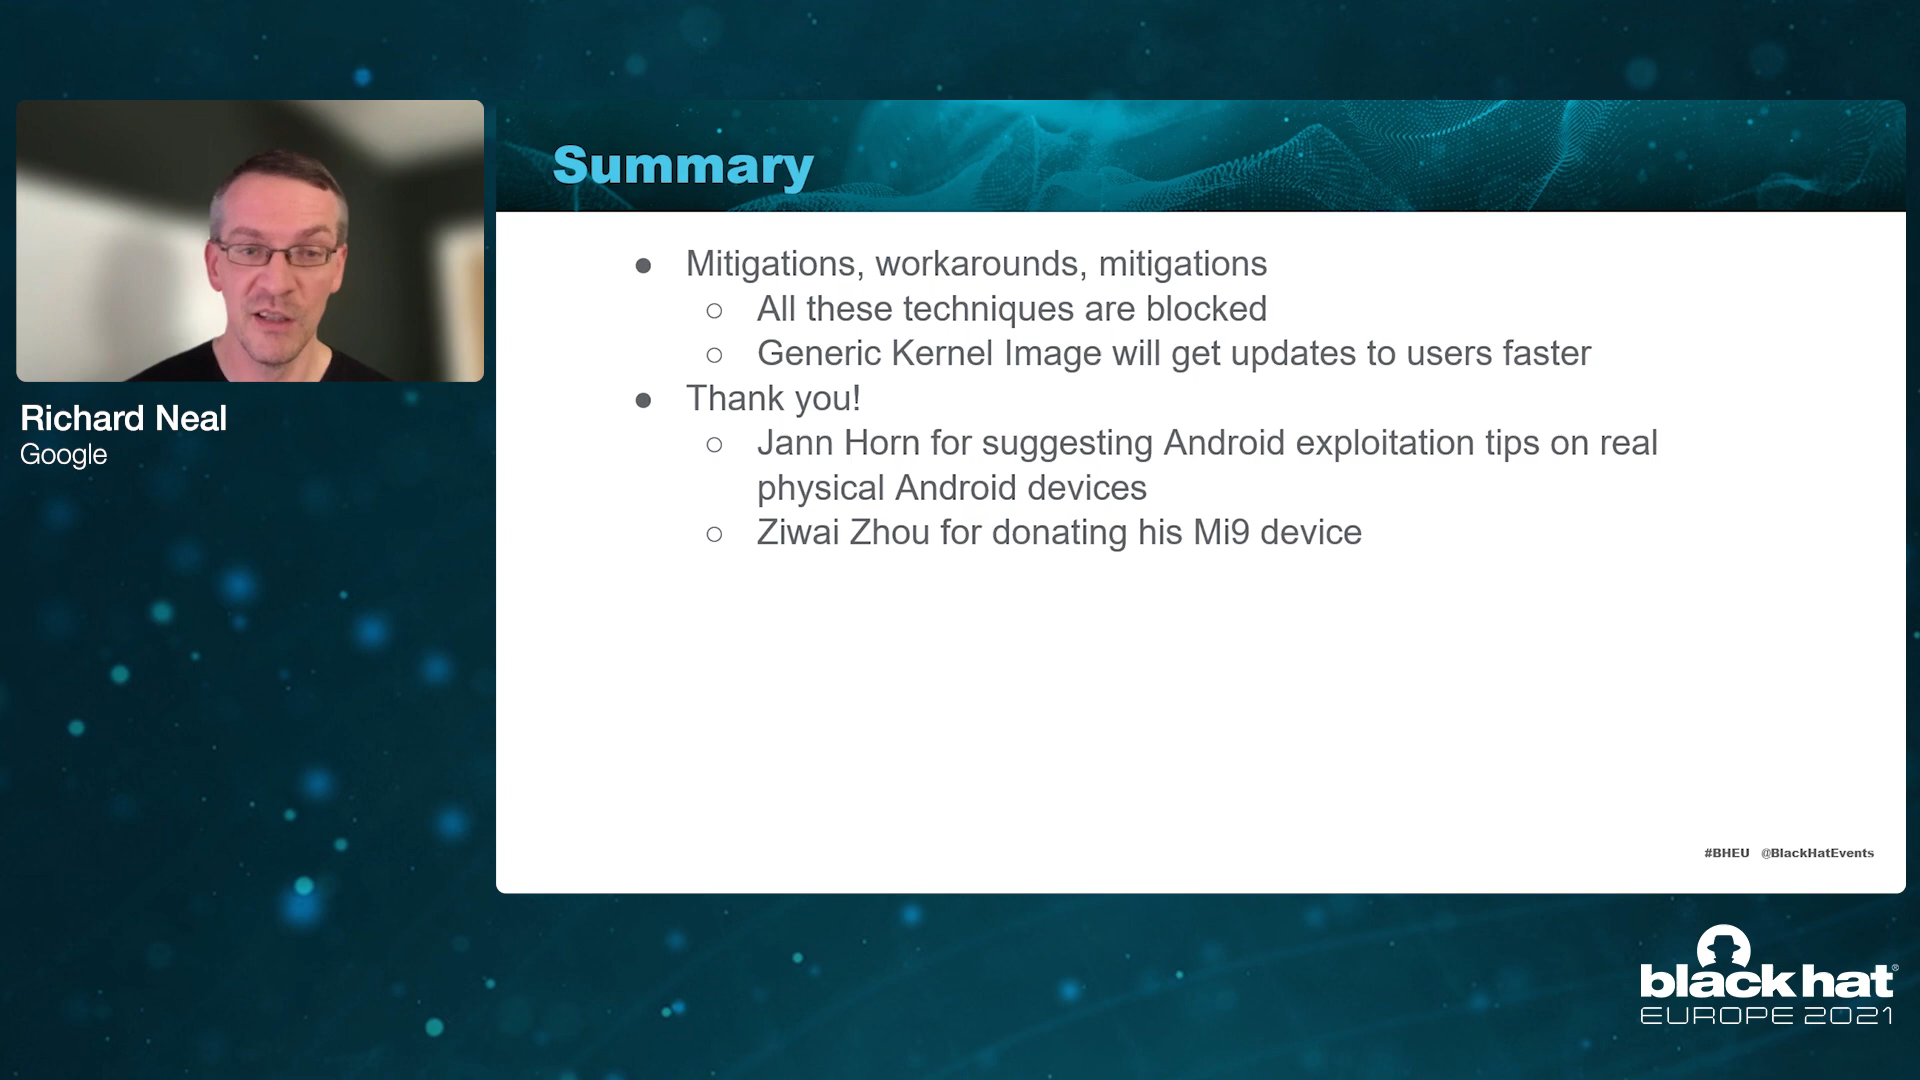 Richard Neal
Google
Summary
● Mitigations, workarounds, mitigations
○ All these techniques are blocked
○ Generic Kernel Image will get updates to users faster
● Thank you!
○ Jann Horn for suggesting Android exploitation tips on real
physical Android devices
○ Ziwai Zhou for donating his Mi9 device
#BHEU @BlackHatEvents
black hat®
EUROPE 2021